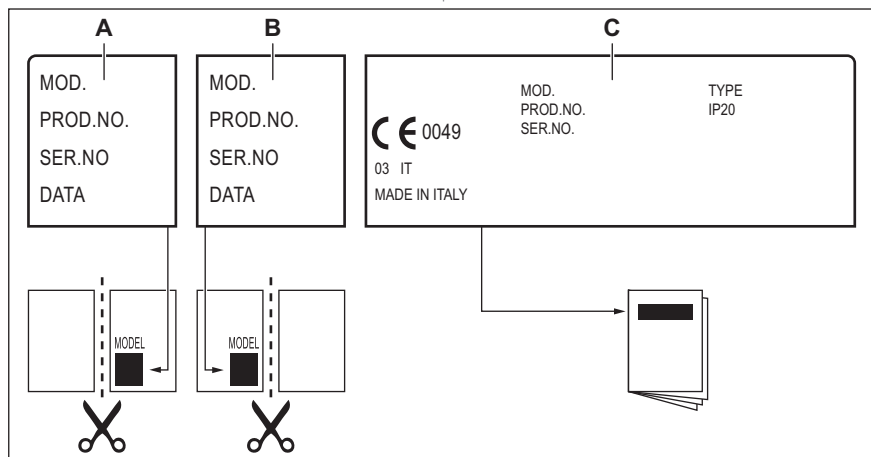 A
B
C
MOD.
PROD.NO.
SER.NO
DATA
MOD.
PROD.NO.
SER.NO
DATA
CE 0049
03 IT
MADE IN ITALY
MOD.
PROD.NO.
SER.NO.
TYPE
IP20
MODEL
MODEL